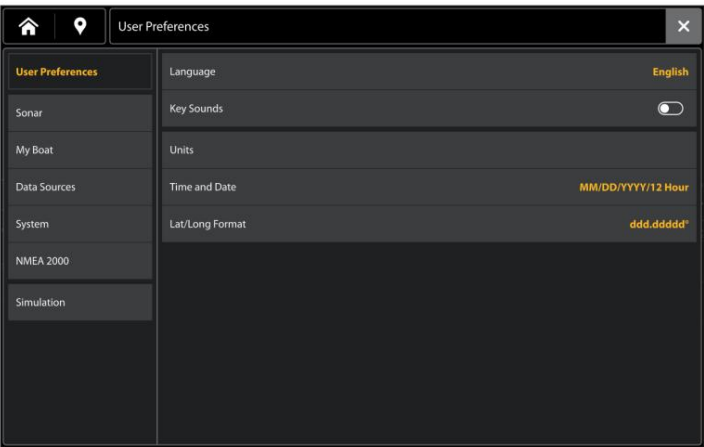 User Preferences
User Preferences
Sonar
My Boat
Data Sources
System
NMEA 2000
Simulation
Language English
Key Sounds
Units
Time and Date MM/DD/YYYY/12 Hour
Lat/Long Format ddd.ddddd°